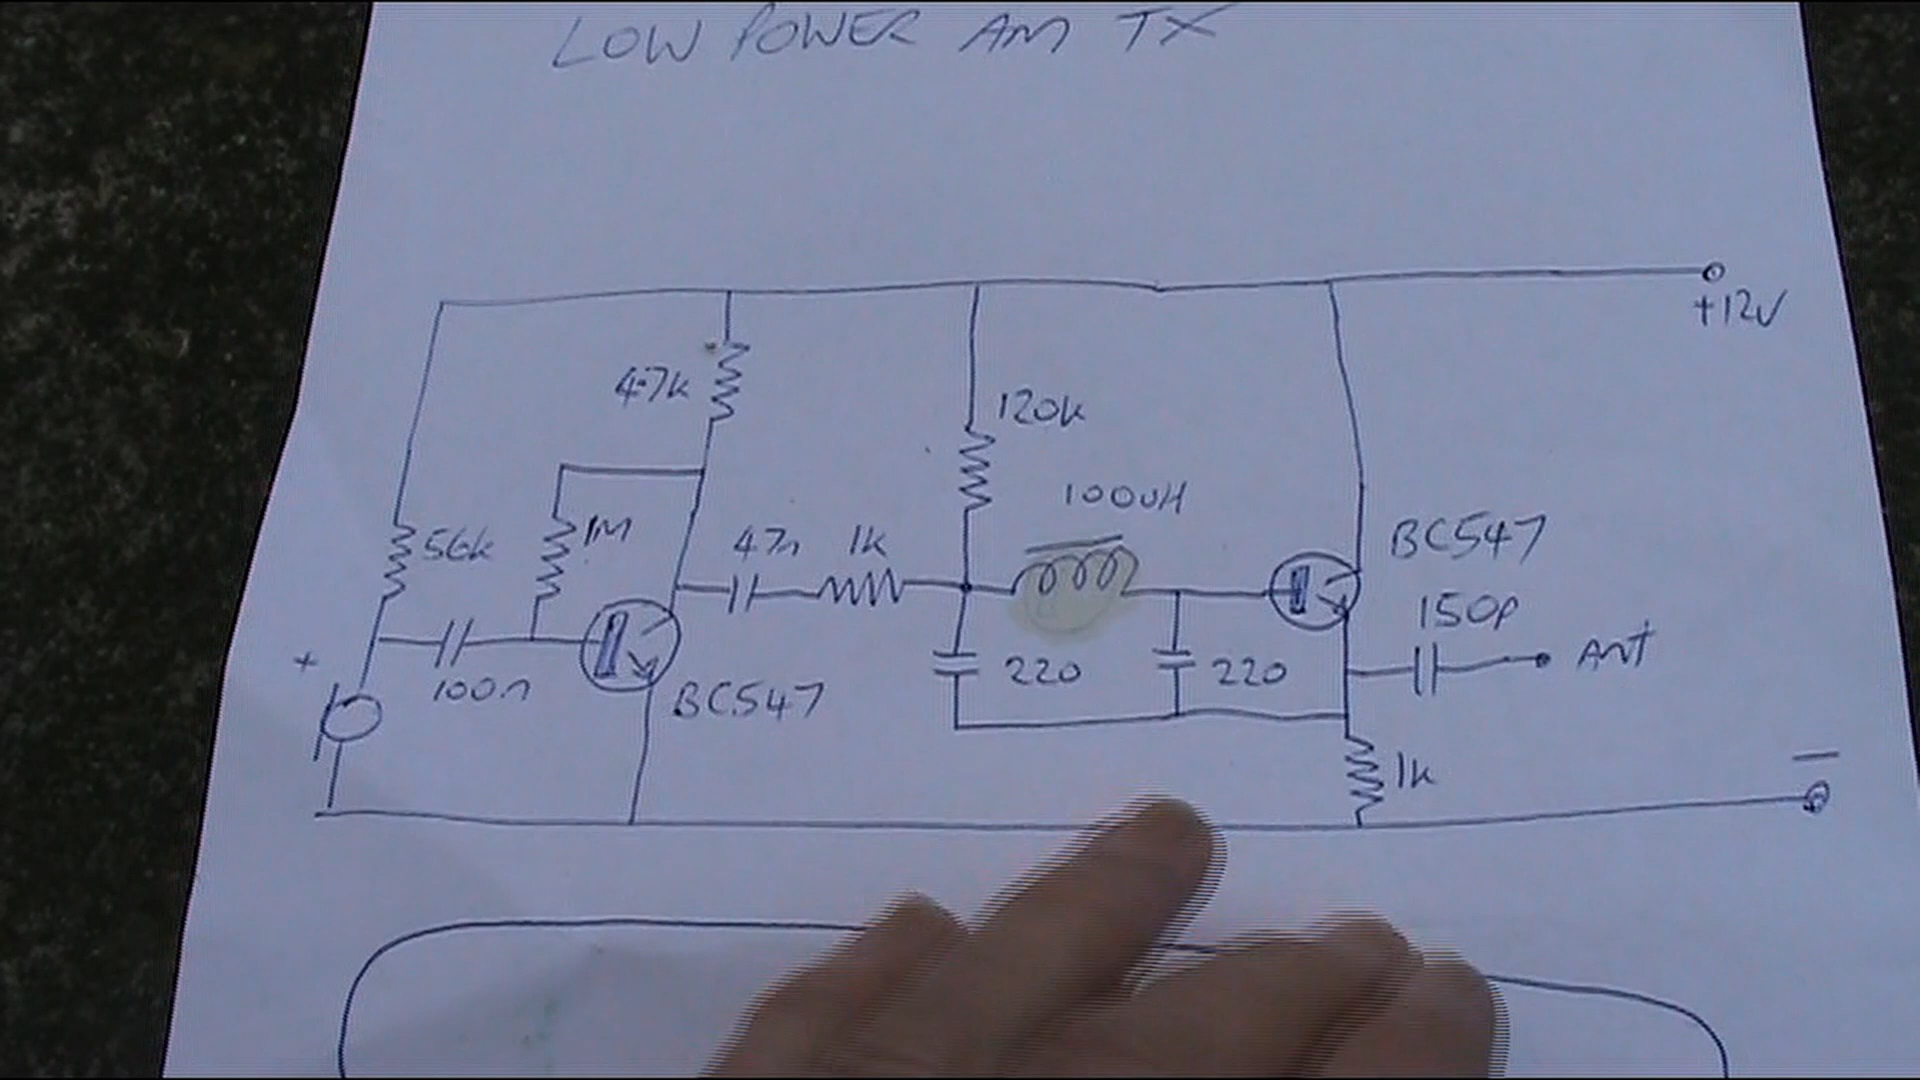 LOW POWER AM TX
+12V
4.7k
120k
100uH
56k
1M
47n
1k
BC547
150p
Ant
+
100n
BC547
220
220
1k
−